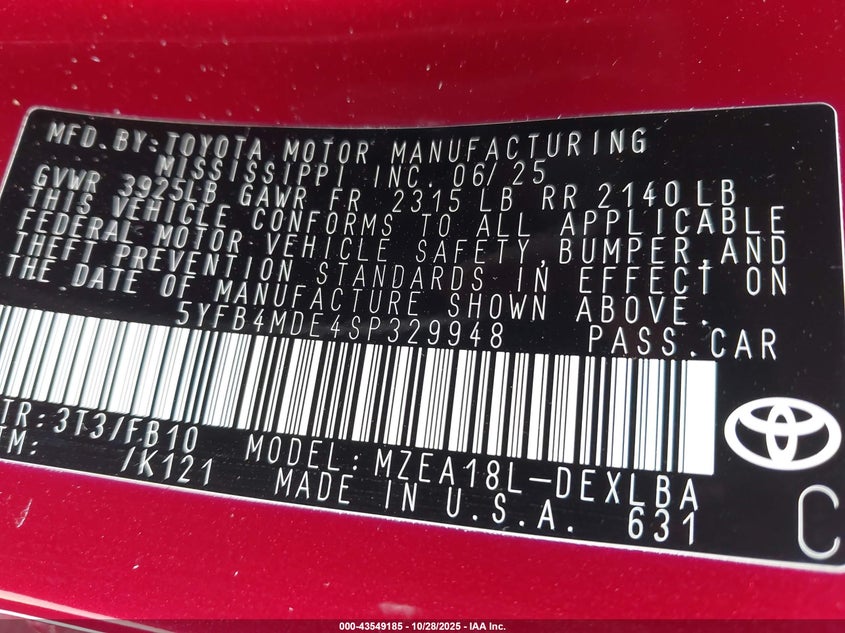 MFD.BY:TOYOTA MOTOR MANUFACTURING
MISSISSIPPI INC. 06/25
GVWR 3925LB GAWR FR 2315 LB RR 2140 LB
THIS VEHICLE CONFORMS TO ALL APPLICABLE
FEDERAL MOTOR VEHICLE SAFETY,BUMPER,AND
THEFT PREVENTION STANDARDS IN EFFECT ON
THE DATE OF MANUFACTURE SHOWN ABOVE.
5YFB4MDE4SP329948 PASS.CAR
TR: 3T3/FB10 MODEL: MZEA18L-DEXLBA
TM: /K121 MADE IN U.S.A. 631
C
000-43549185 - 10/28/2025 - IAA Inc.